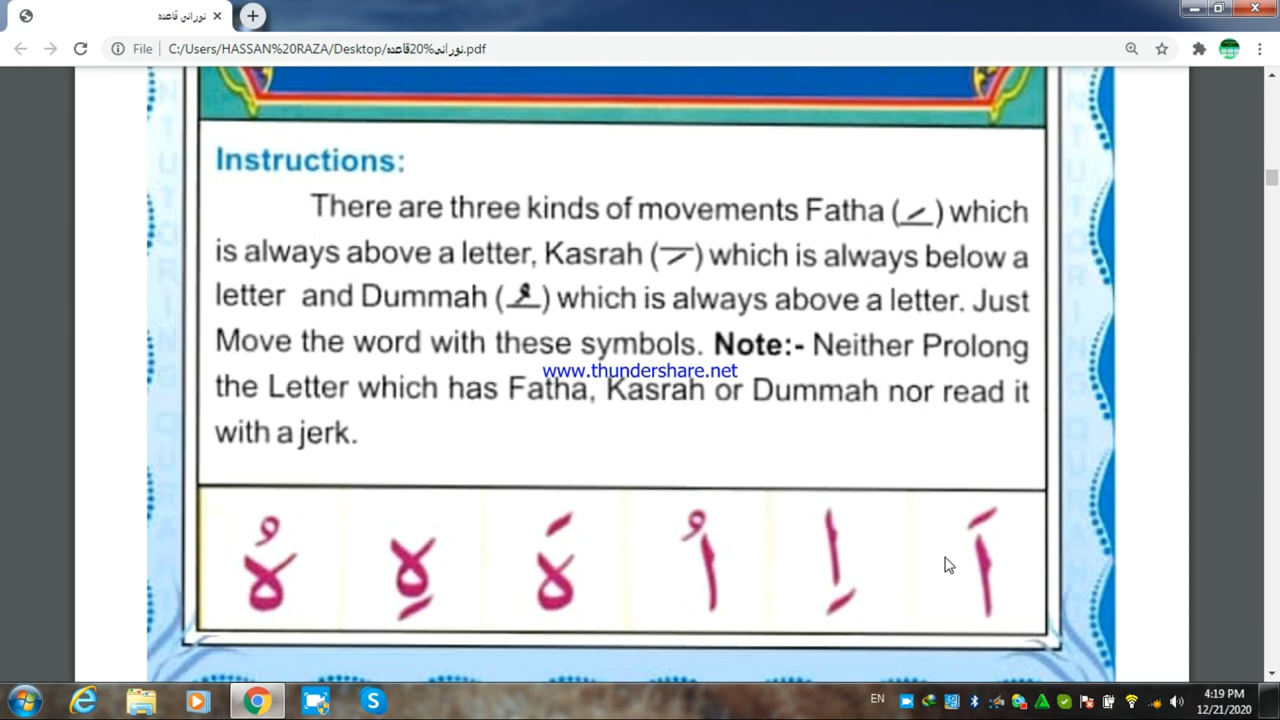 نورانی قاعدہ
File
C:/Users/HASSAN%20RAZA/Desktop/نورانی%20قاعدہ.pdf
Instructions:
There are three kinds of movements Fatha (َ) which
is always above a letter, Kasrah (ِ) which is always below a
letter and Dummah (ُ) which is always above a letter. Just
Move the word with these symbols. Note:- Neither Prolong
www.thundershare.net
the Letter which has Fatha, Kasrah or Dummah nor read it
with a jerk.
اَ اِ اُ ہَ ہِ ہُ
EN
4:19 PM
12/21/2020